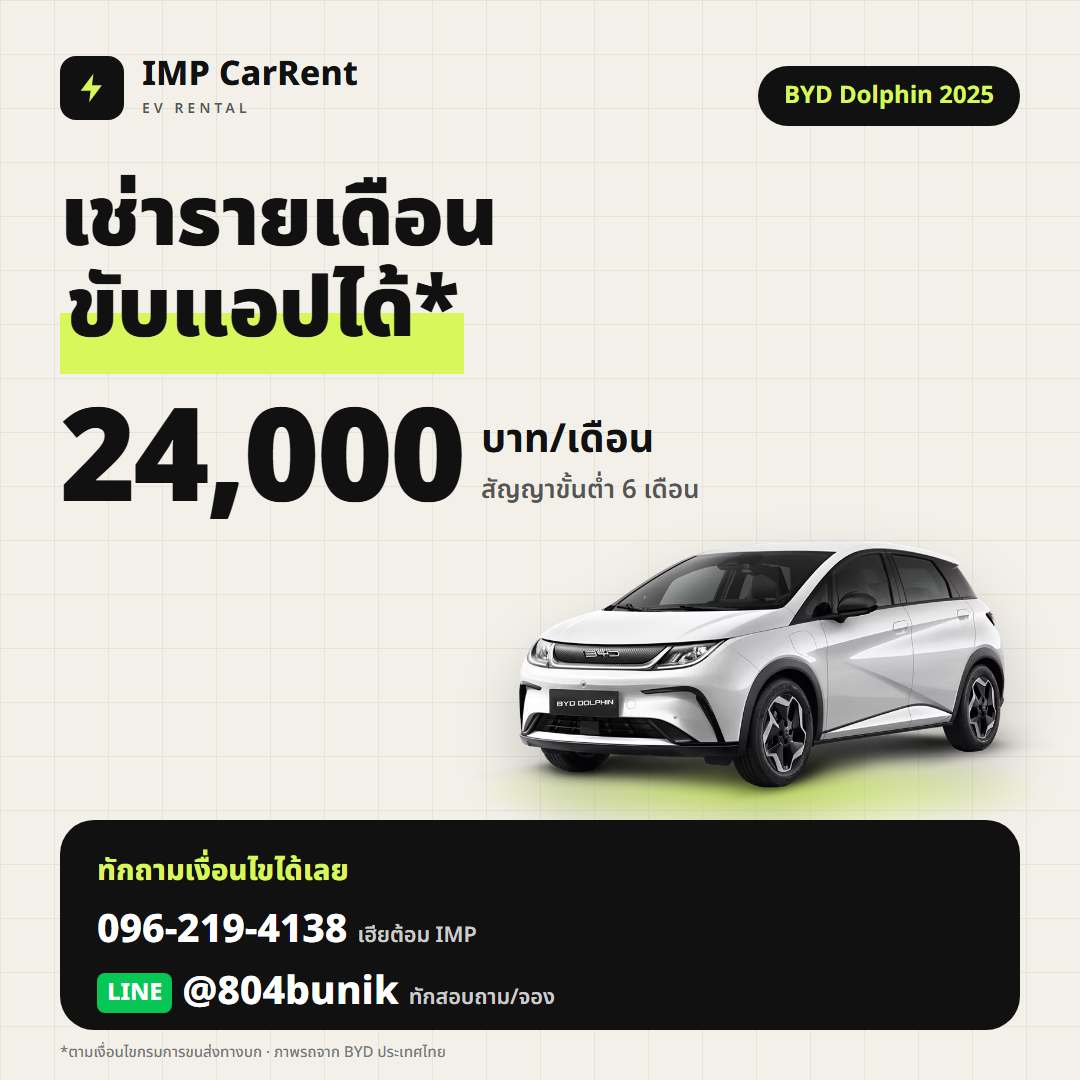 IMP CarRent
EV RENTAL
BYD Dolphin 2025
เช่ารายเดือน
ขับแอปได้*
24,000 บาท/เดือน
สัญญาขั้นต่ำ 6 เดือน
BYD
BYD DOLPHIN
ทักถามเงื่อนไขได้เลย
096-219-4138 เฮียต้อม IMP
LINE @804bunik ทักสอบถาม/จอง
*ตามเงื่อนไขกรมการขนส่งทางบก · ภาพรถจาก BYD ประเทศไทย